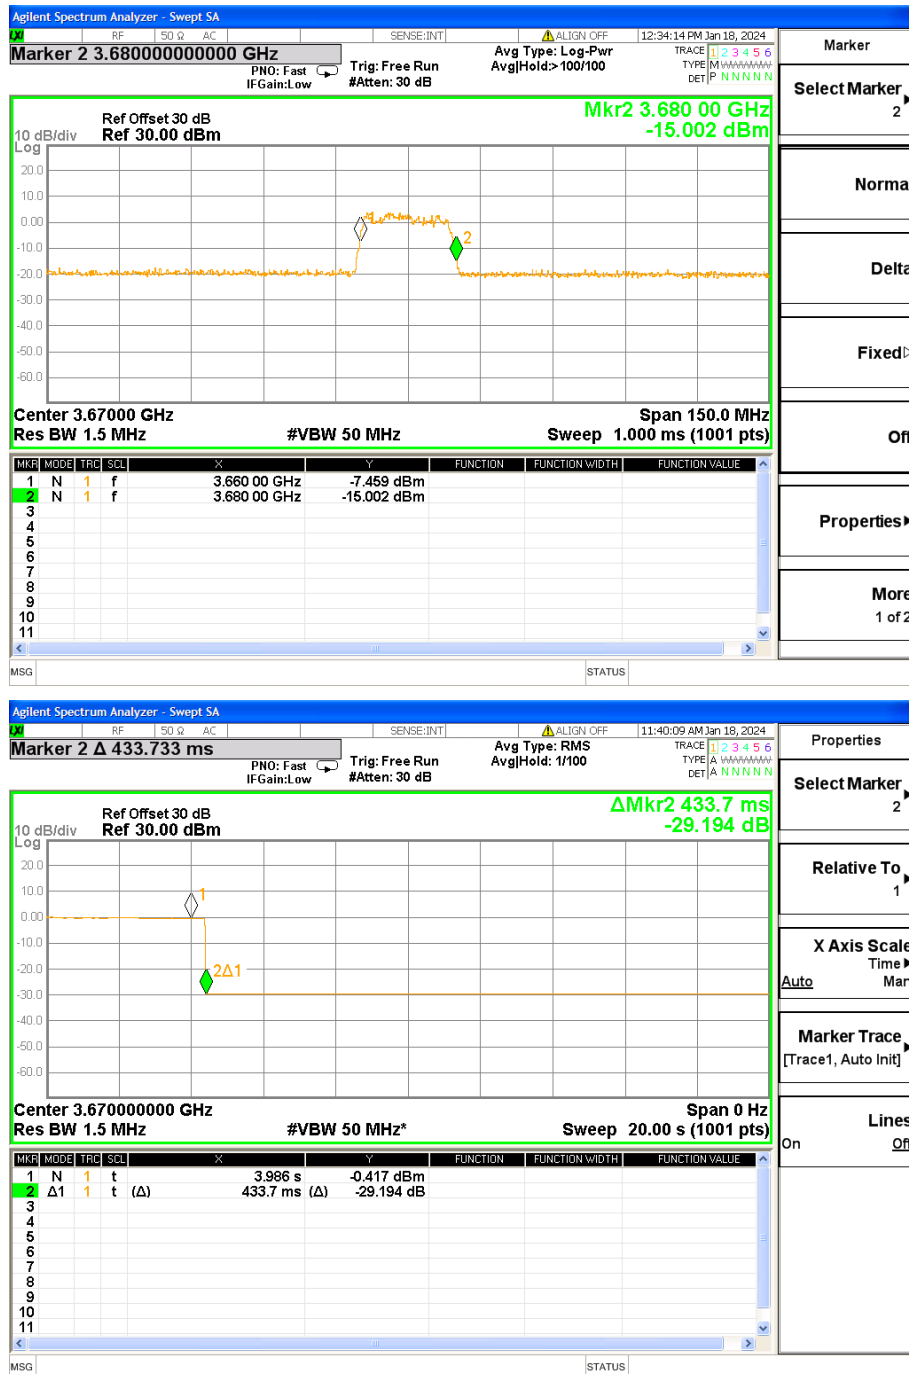 Agilent Spectrum Analyzer - Swept SA
LXI RF 50 Ω AC SENSE:INT ALIGN OFF 12:34:14 PM Jan 18, 2024
Marker 2 3.680000000000 GHz
PNO: Fast
IFGain:Low
Trig: Free Run
#Atten: 30 dB
Avg Type: Log-Pwr
Avg|Hold:>100/100
TRACE 1 2 3 4 5 6
TYPE M
DET P N N N N N
Mkr2 3.680 00 GHz
-15.002 dBm
Ref Offset 30 dB
10 dB/div Ref 30.00 dBm
Log
20.0
10.0
0.00
-10.0
-20.0
-30.0
-40.0
-50.0
-60.0
2
Center 3.67000 GHz Span 150.0 MHz
Res BW 1.5 MHz #VBW 50 MHz Sweep 1.000 ms (1001 pts)
MKR MODE TRC SCL X Y FUNCTION FUNCTION WIDTH FUNCTION VALUE
1 N 1 f 3.660 00 GHz -7.459 dBm
2 N 1 f 3.680 00 GHz -15.002 dBm
3
4
5
6
7
8
9
10
11
MSG STATUS
Marker
Select Marker
2
Norma
Delta
Fixed
Off
Properties
More
1 of 2
Agilent Spectrum Analyzer - Swept SA
LXI RF 50 Ω AC SENSE:INT ALIGN OFF 11:40:09 AM Jan 18, 2024
Marker 2 Δ 433.733 ms
PNO: Fast
IFGain:Low
Trig: Free Run
#Atten: 30 dB
Avg Type: RMS
Avg|Hold: 1/100
TRACE 1 2 3 4 5 6
TYPE A
DET A N N N N N
ΔMkr2 433.7 ms
-29.194 dB
Ref Offset 30 dB
10 dB/div Ref 30.00 dBm
Log
20.0
10.0
0.00
-10.0
-20.0
-30.0
-40.0
-50.0
-60.0
1
2Δ1
Center 3.670000000 GHz Span 0 Hz
Res BW 1.5 MHz #VBW 50 MHz* Sweep 20.00 s (1001 pts)
MKR MODE TRC SCL X Y FUNCTION FUNCTION WIDTH FUNCTION VALUE
1 N 1 t 3.986 s -0.417 dBm
2 Δ1 1 t (Δ) 433.7 ms (Δ) -29.194 dB
3
4
5
6
7
8
9
10
11
MSG STATUS
Properties
Select Marker
2
Relative To
1
X Axis Scale
Time
Auto Man
Marker Trace
[Trace1, Auto Init]
Lines
On Off